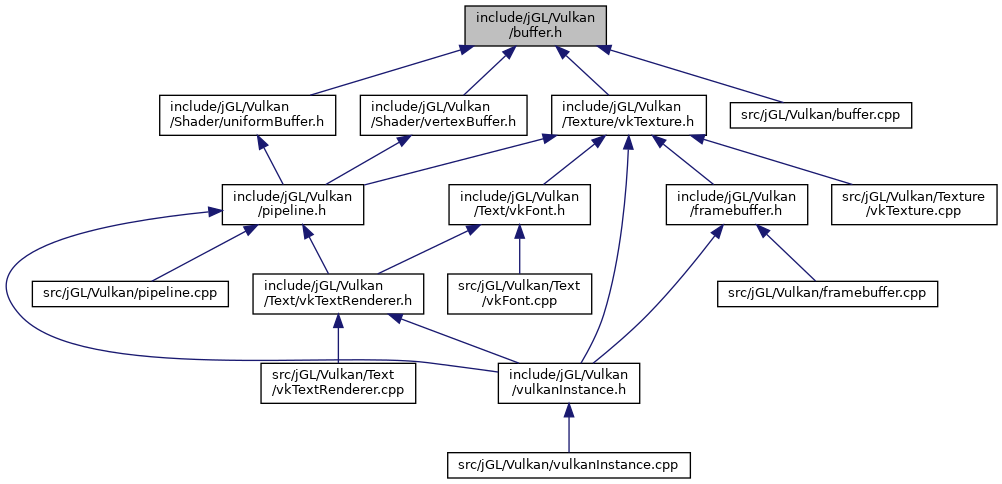 include/jGL/Vulkan
/buffer.h
include/jGL/Vulkan
/Shader/uniformBuffer.h
include/jGL/Vulkan
/Shader/vertexBuffer.h
include/jGL/Vulkan
/Texture/vkTexture.h
src/jGL/Vulkan/buffer.cpp
include/jGL/Vulkan
/pipeline.h
include/jGL/Vulkan
/Text/vkFont.h
include/jGL/Vulkan
/framebuffer.h
src/jGL/Vulkan/Texture
/vkTexture.cpp
src/jGL/Vulkan/pipeline.cpp
include/jGL/Vulkan
/Text/vkTextRenderer.h
src/jGL/Vulkan/Text
/vkFont.cpp
src/jGL/Vulkan/framebuffer.cpp
src/jGL/Vulkan/Text
/vkTextRenderer.cpp
include/jGL/Vulkan
/vulkanInstance.h
src/jGL/Vulkan/vulkanInstance.cpp